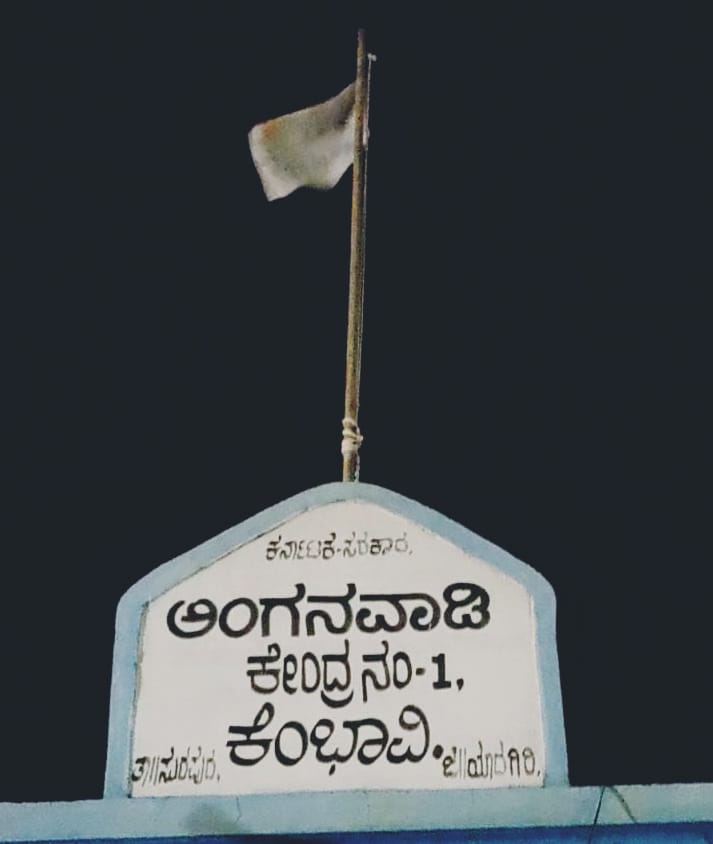 ಕರ್ನಾಟಕ-ಸರಕಾರ,
ಅಂಗನವಾಡಿ
ಕೇಂದ್ರ ನಂ-1,
ಕೆಂಭಾವಿ.
ತಾ||ಸುರಪುರ, ಜಿ||ಯಾದಗಿರಿ,